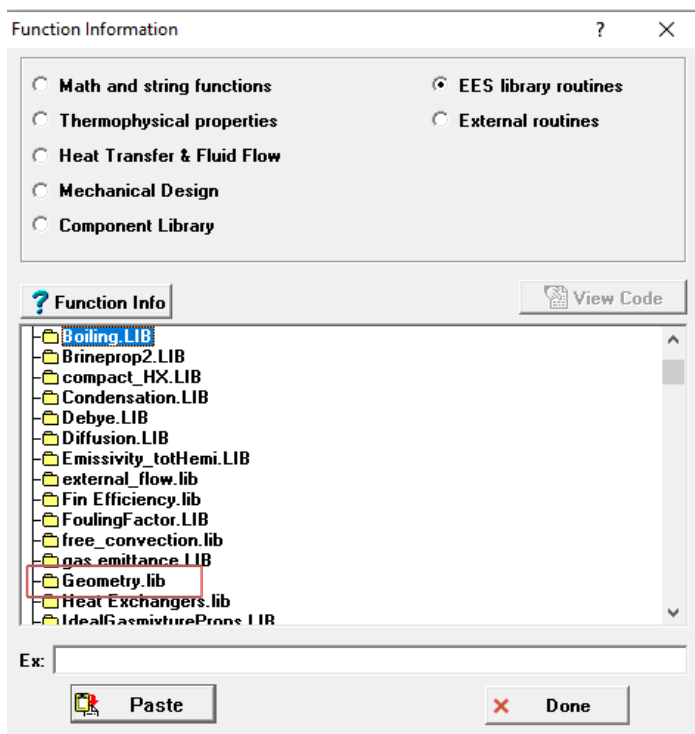 Function Information ?
Math and string functions
Thermophysical properties
Heat Transfer & Fluid Flow
Mechanical Design
Component Library
EES library routines
External routines
? Function Info
View Code
Boiling.LIB
Brineprop2.LIB
compact_HX.LIB
Condensation.LIB
Debye.LIB
Diffusion.LIB
Emissivity_totHemi.LIB
external_flow.lib
Fin Efficiency.lib
FoulingFactor.LIB
free_convection.lib
gas emittance.LIB
Geometry.lib
Heat Exchangers.lib
IdealGasmixtureProps.LIB
Ex:
Paste
Done